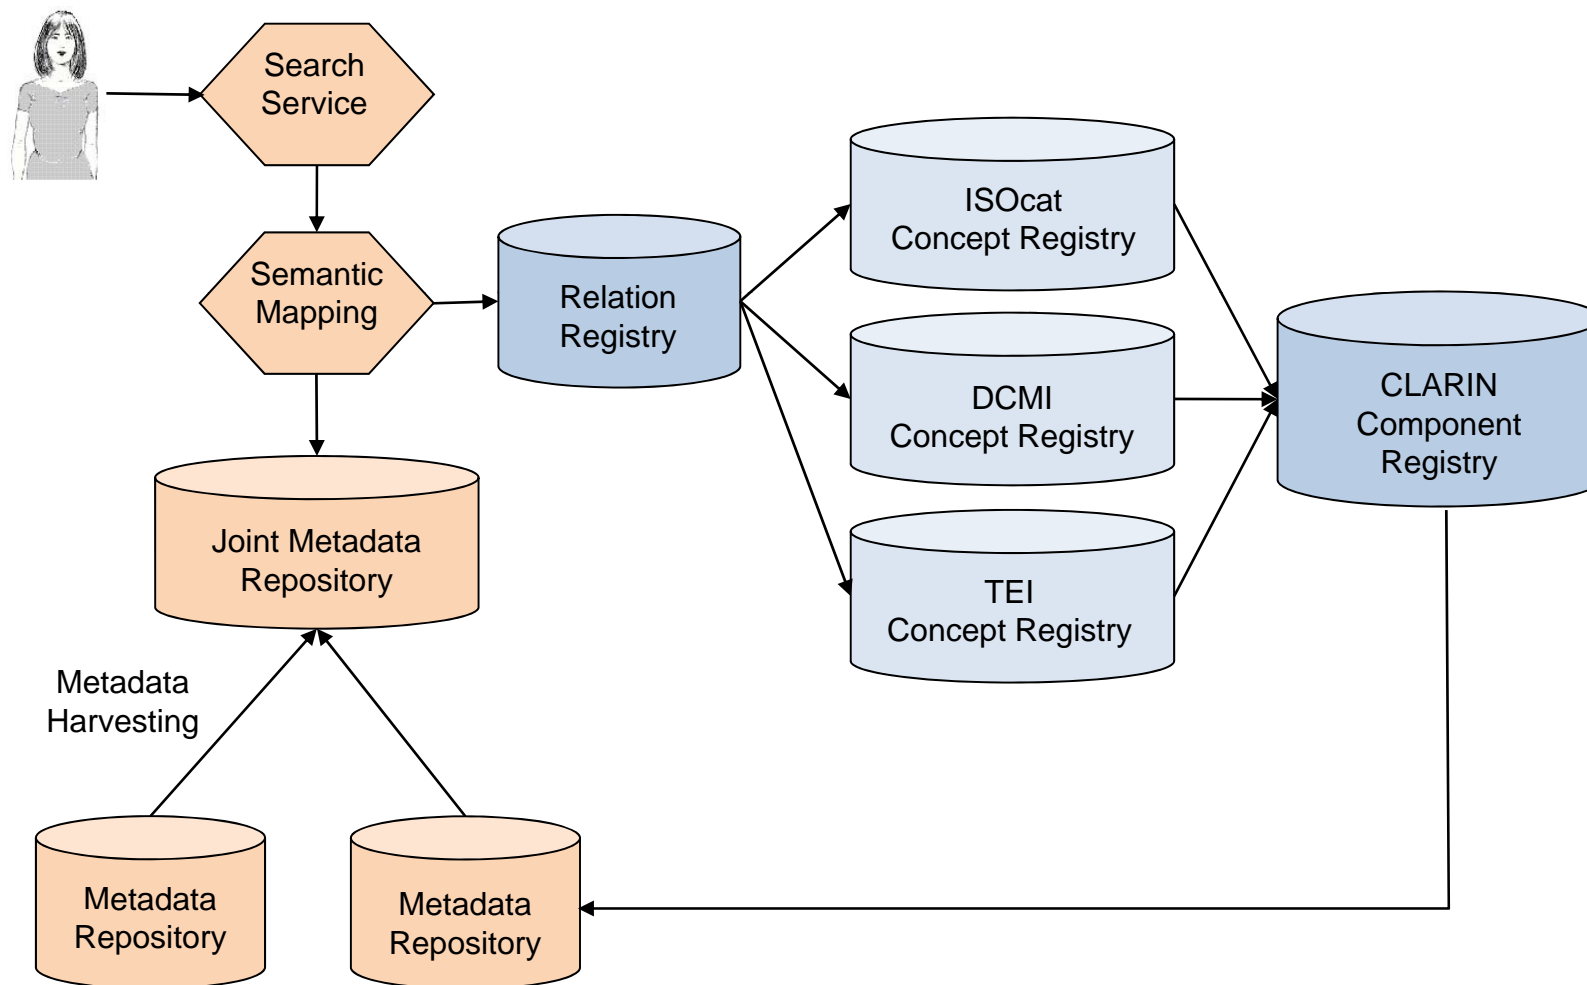 Search
Service
Semantic
Mapping
Relation
Registry
ISOcat
Concept Registry
DCMI
Concept Registry
TEI
Concept Registry
CLARIN
Component
Registry
Joint Metadata
Repository
Metadata
Harvesting
Metadata
Repository
Metadata
Repository